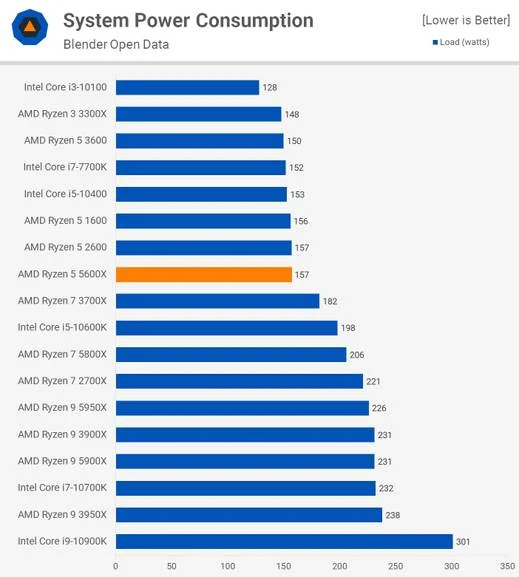 System Power Consumption
[Lower is Better]
Blender Open Data
Load (watts)
Intel Core i3-10100 128
AMD Ryzen 3 3300X 148
AMD Ryzen 5 3600 150
Intel Core i7-7700K 152
Intel Core i5-10400 153
AMD Ryzen 5 1600 156
AMD Ryzen 5 2600 157
AMD Ryzen 5 5600X 157
AMD Ryzen 7 3700X 182
Intel Core i5-10600K 198
AMD Ryzen 7 5800X 206
AMD Ryzen 7 2700X 221
AMD Ryzen 9 5950X 226
AMD Ryzen 9 3900X 231
AMD Ryzen 9 5900X 231
Intel Core i7-10700K 232
AMD Ryzen 9 3950X 238
Intel Core i9-10900K 301
0 50 100 150 200 250 300 350